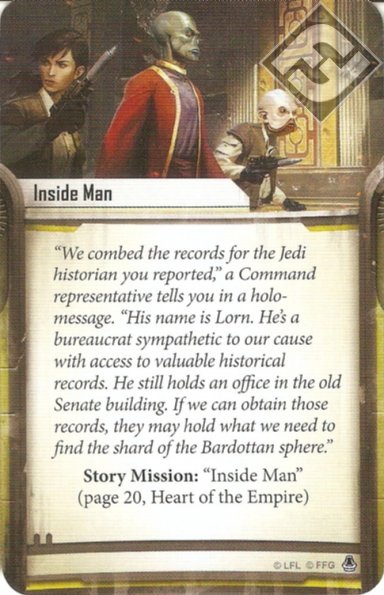 Inside Man
“We combed the records for the Jedi
historian you reported,” a Command
representative tells you in a holo-
message. “His name is Lorn. He’s a
bureaucrat sympathetic to our cause
with access to valuable historical
records. He still holds an office in the old
Senate building. If we can obtain those
records, they may hold what we need to
find the shard of the Bardottan sphere.”
Story Mission: “Inside Man”
(page 20, Heart of the Empire)
© LFL © FFG